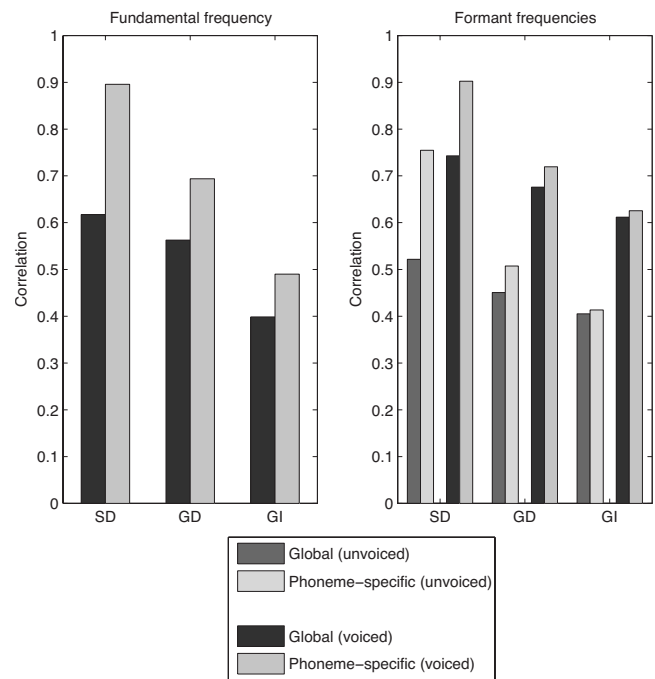 Fundamental frequency
1
0.9
0.8
0.7
0.6
0.5
0.4
0.3
0.2
0.1
0
Correlation
SD GD GI
Formant frequencies
1
0.9
0.8
0.7
0.6
0.5
0.4
0.3
0.2
0.1
0
Correlation
SD GD GI
Global (unvoiced)
Phoneme−specific (unvoiced)
Global (voiced)
Phoneme−specific (voiced)